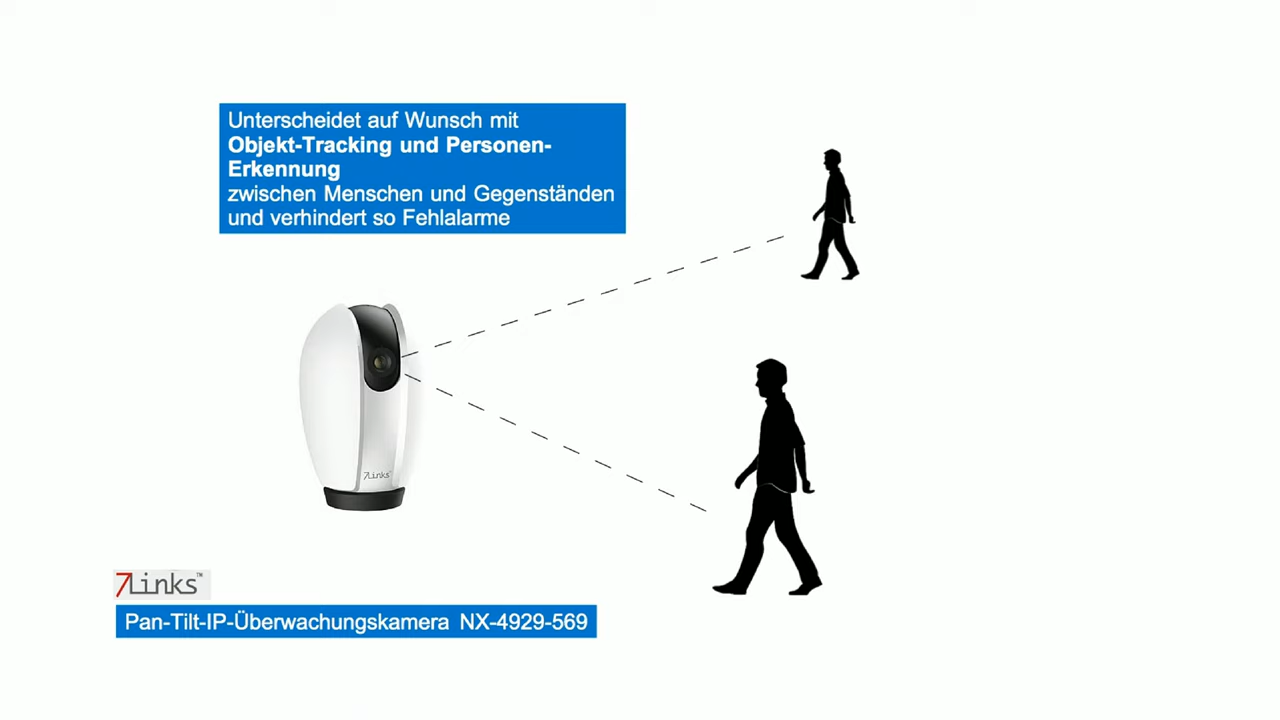 Unterscheidet auf Wunsch mit
Objekt-Tracking und Personen-
Erkennung
zwischen Menschen und Gegenständen
und verhindert so Fehlalarme
7Links
7Links™
Pan-Tilt-IP-Überwachungskamera NX-4929-569